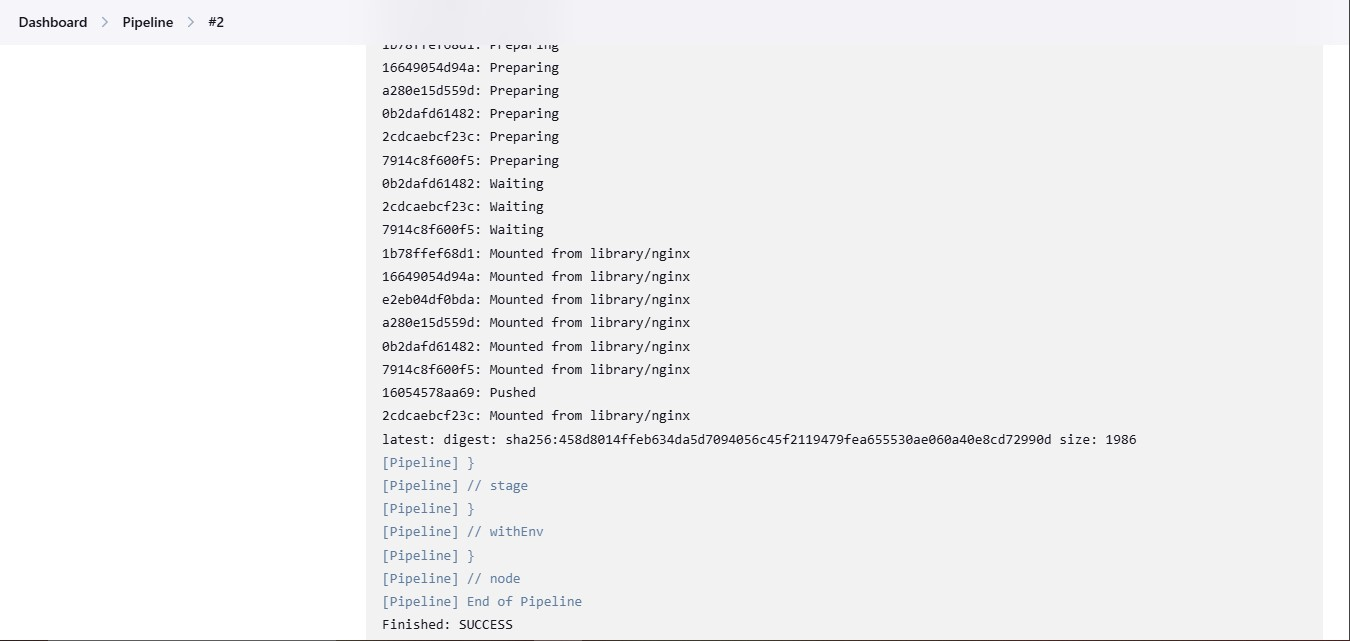 Dashboard > Pipeline > #2
1b78ffef68d1: Preparing
16649054d94a: Preparing
a280e15d559d: Preparing
0b2dafd61482: Preparing
2cdcaebcf23c: Preparing
7914c8f600f5: Preparing
0b2dafd61482: Waiting
2cdcaebcf23c: Waiting
7914c8f600f5: Waiting
1b78ffef68d1: Mounted from library/nginx
16649054d94a: Mounted from library/nginx
e2eb04df0bda: Mounted from library/nginx
a280e15d559d: Mounted from library/nginx
0b2dafd61482: Mounted from library/nginx
7914c8f600f5: Mounted from library/nginx
16054578aa69: Pushed
2cdcaebcf23c: Mounted from library/nginx
latest: digest: sha256:458d8014ffeb634da5d7094056c45f2119479fea655530ae060a40e8cd72990d size: 1986
[Pipeline] }
[Pipeline] // stage
[Pipeline] }
[Pipeline] // withEnv
[Pipeline] }
[Pipeline] // node
[Pipeline] End of Pipeline
Finished: SUCCESS